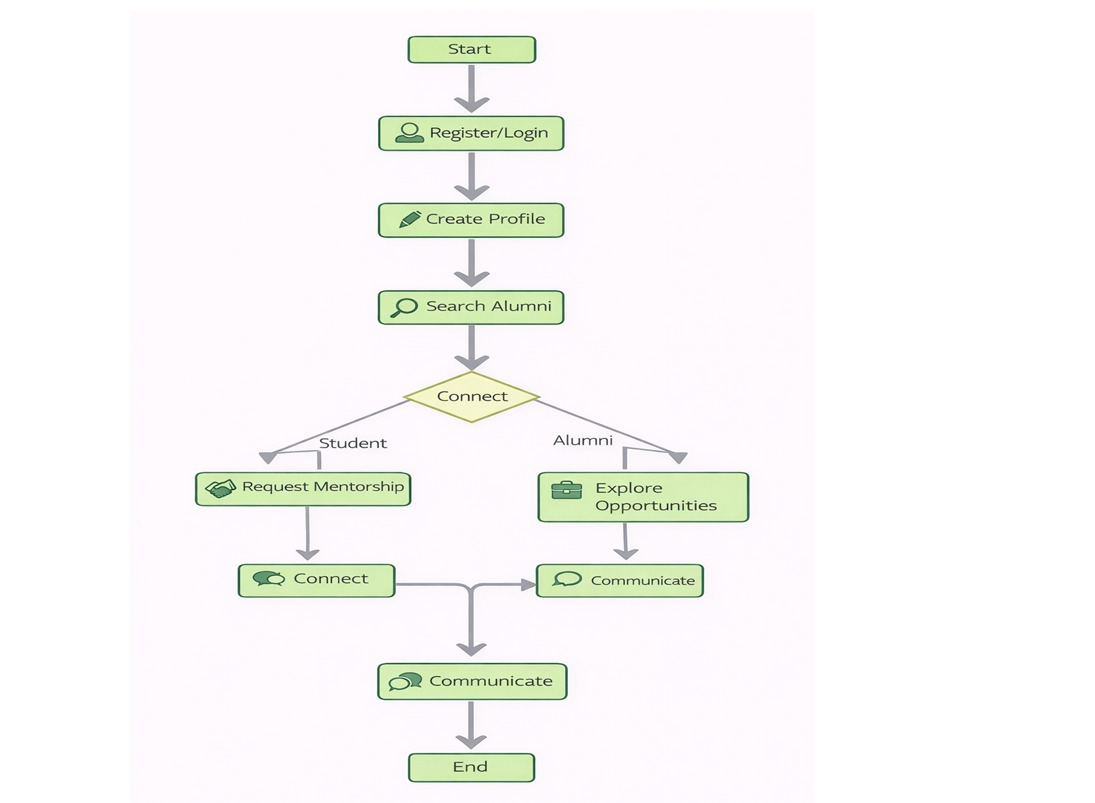 Start
Register/Login
Create Profile
Search Alumni
Connect
Student
Alumni
Request Mentorship
Explore
Opportunities
Connect
Communicate
Communicate
End